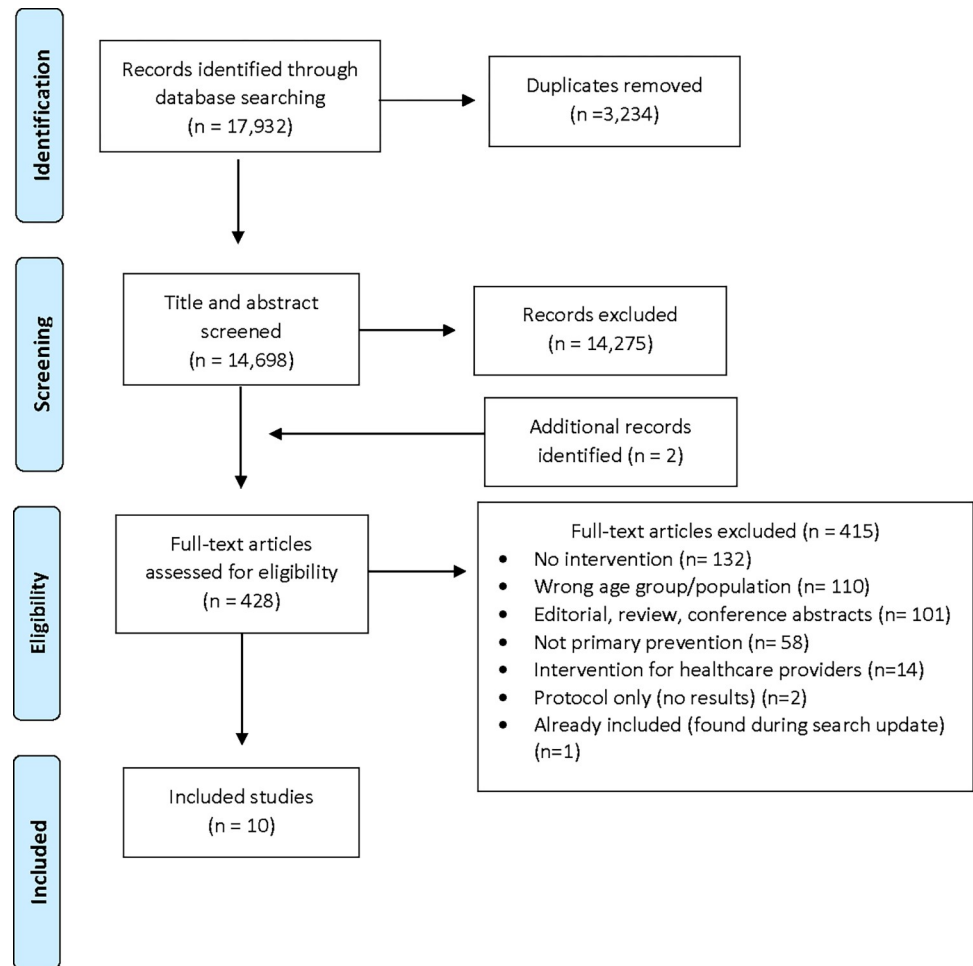 Identification
Records identified through
database searching
(n = 17,932)
Duplicates removed
(n =3,234)
Screening
Title and abstract
screened
(n = 14,698)
Records excluded
(n = 14,275)
Additional records
identified (n = 2)
Eligibility
Full-text articles
assessed for eligibility
(n = 428)
Full-text articles excluded (n = 415)
• No intervention (n= 132)
• Wrong age group/population (n= 110)
• Editorial, review, conference abstracts (n= 101)
• Not primary prevention (n= 58)
• Intervention for healthcare providers (n=14)
• Protocol only (no results) (n=2)
• Already included (found during search update)
(n=1)
Included
Included studies
(n = 10)